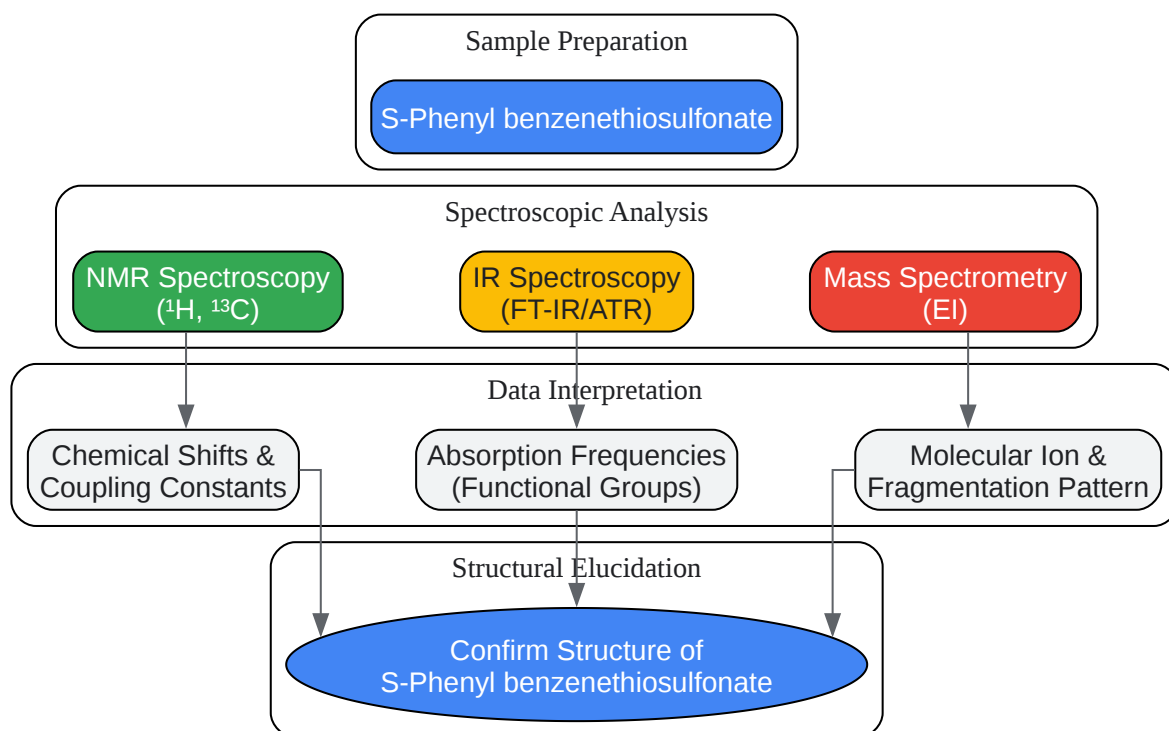 Sample Preparation
S-Phenyl benzenethiosulfonate
Spectroscopic Analysis
NMR Spectroscopy
(¹H, ¹³C)
IR Spectroscopy
(FT-IR/ATR)
Mass Spectrometry
(EI)
Data Interpretation
Chemical Shifts &
Coupling Constants
Absorption Frequencies
(Functional Groups)
Molecular Ion &
Fragmentation Pattern
Structural Elucidation
Confirm Structure of
S-Phenyl benzenethiosulfonate